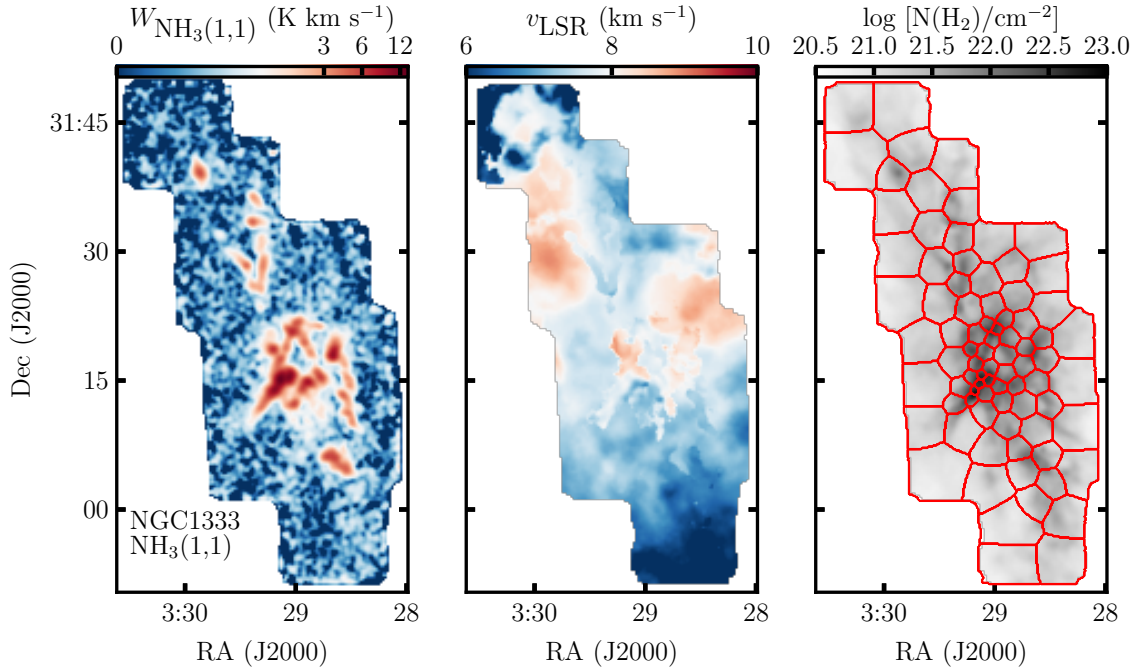 W_NH₃(1,1) (K km s⁻¹)
0 3 6 12
v_LSR (km s⁻¹)
6 8 10
log [N(H₂)/cm⁻²]
20.5 21.0 21.5 22.0 22.5 23.0
Dec (J2000)
31:45
30
15
00
NGC1333
NH₃(1,1)
3:30 29 28
RA (J2000)
3:30 29 28
RA (J2000)
3:30 29 28
RA (J2000)